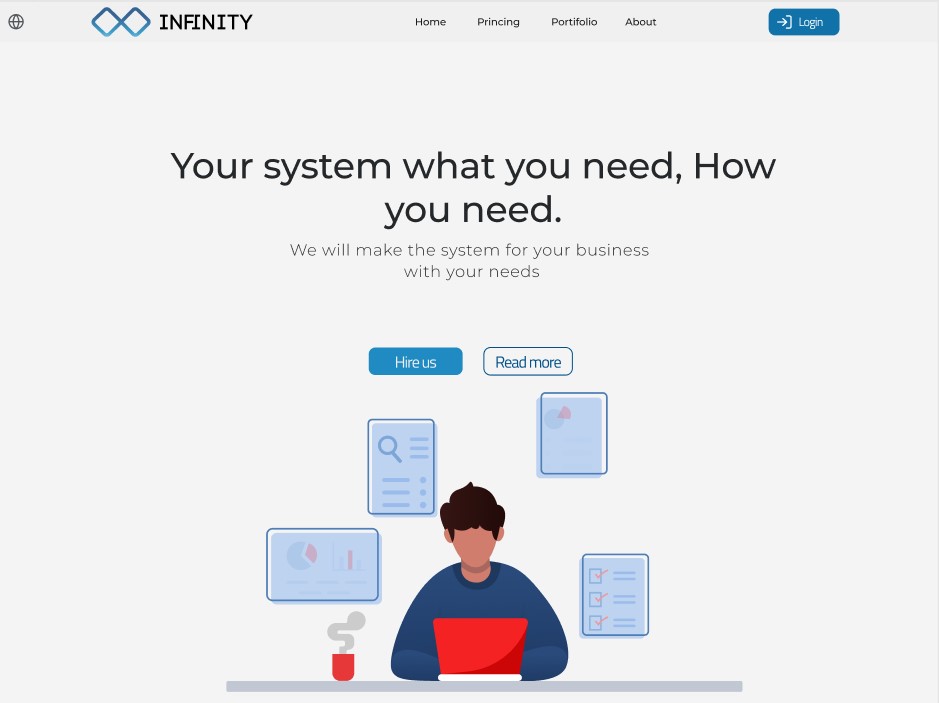 INFINITY
Home
Princing
Portifolio
About
Login
Your system what you need, How
you need.
We will make the system for your business
with your needs
Hire us
Read more